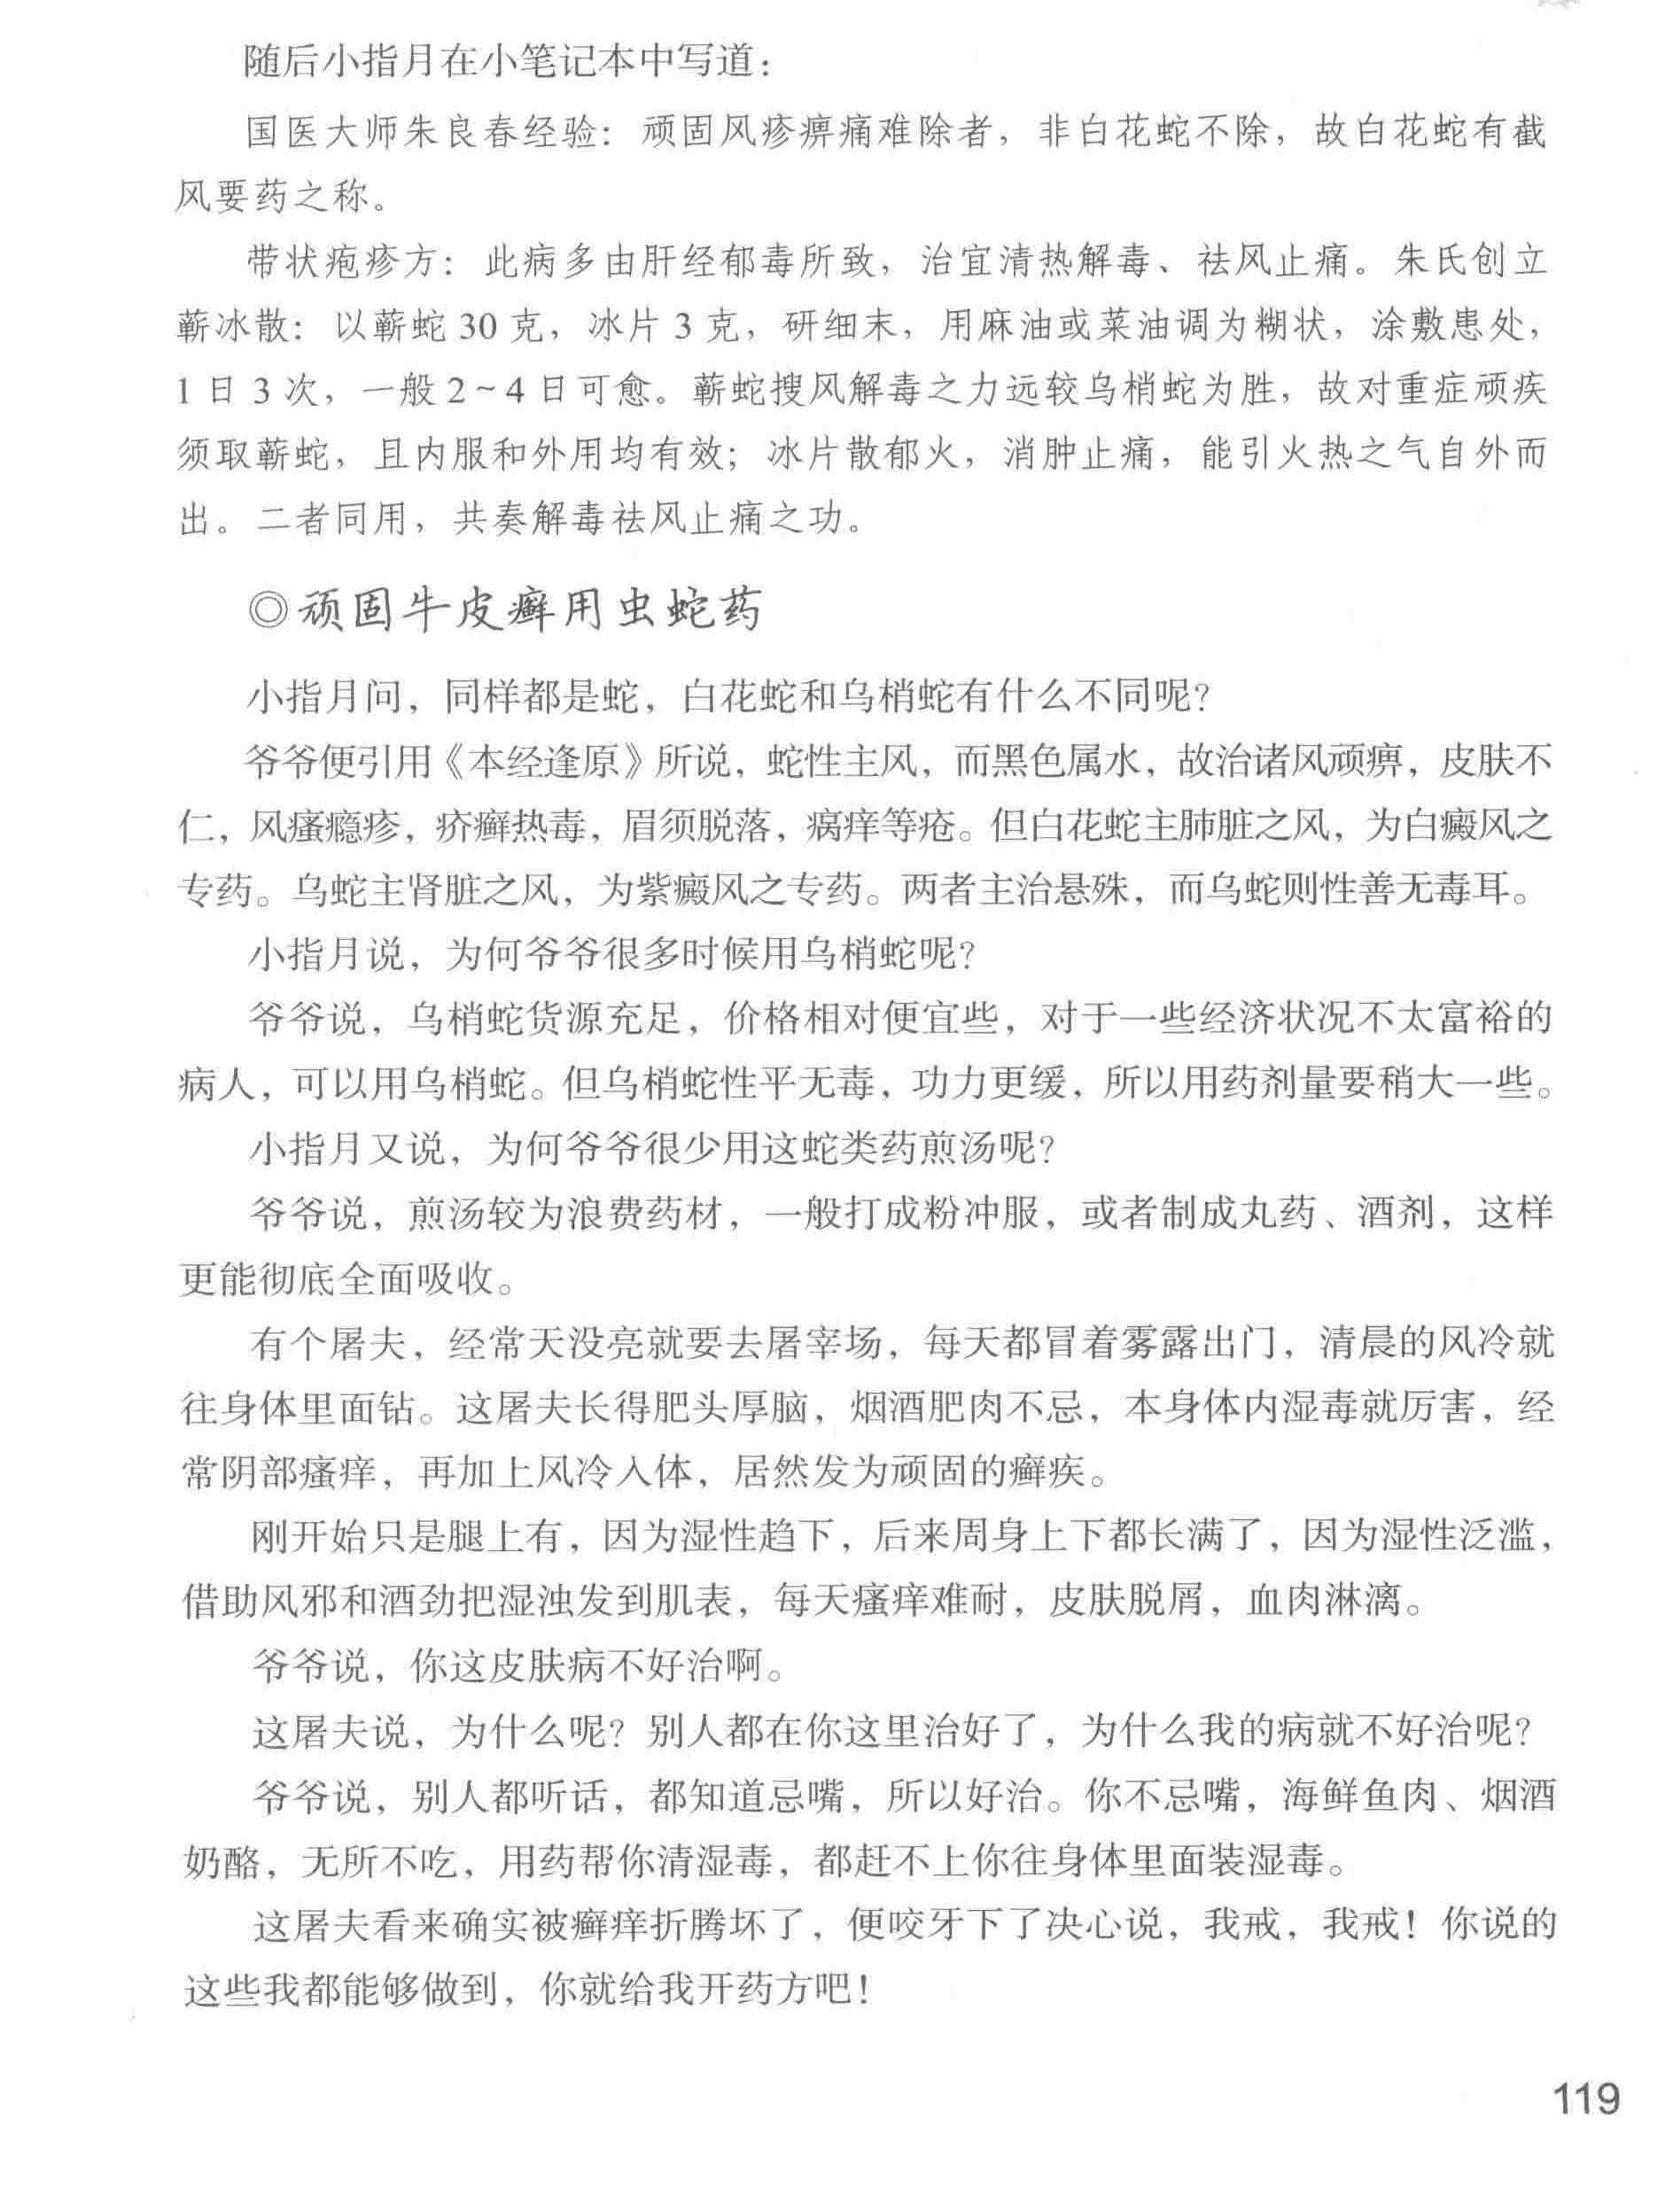 随后小指月在小笔记本中写道：
国医大师朱良春经验：顽固风疹痹痛难除者，非白花蛇不除，故白花蛇有截
风要药之称。
带状疱疹方：此病多由肝经郁毒所致，治宜清热解毒、祛风止痛。朱氏创立
蕲冰散：以蕲蛇 30 克，冰片 3 克，研细末，用麻油或菜油调为糊状，涂敷患处，
1 日 3 次，一般 2~4 日可愈。蕲蛇搜风解毒之力远较乌梢蛇为胜，故对重症顽疾
须取蕲蛇，且内服和外用均有效；冰片散郁火，消肿止痛，能引火热之气自外而
出。二者同用，共奏解毒祛风止痛之功。
◎顽固牛皮癣用虫蛇药
小指月问，同样都是蛇，白花蛇和乌梢蛇有什么不同呢？
爷爷便引用《本经逢原》所说，蛇性主风，而黑色属水，故治诸风顽痹，皮肤不
仁，风瘙瘾疹，疥癣热毒，眉须脱落，㾦痒等疮。但白花蛇主肺脏之风，为白癜风之
专药。乌蛇主肾脏之风，为紫癜风之专药。两者主治悬殊，而乌蛇则性善无毒耳。
小指月说，为何爷爷很多时候用乌梢蛇呢？
爷爷说，乌梢蛇货源充足，价格相对便宜些，对于一些经济状况不太富裕的
病人，可以用乌梢蛇。但乌梢蛇性平无毒，功力更缓，所以用药剂量要稍大一些。
小指月又说，为何爷爷很少用这蛇类药煎汤呢？
爷爷说，煎汤较为浪费药材，一般打成粉冲服，或者制成丸药、酒剂，这样
更能彻底全面吸收。
有个屠夫，经常天没亮就要去屠宰场，每天都冒着雾露出门，清晨的风冷就
往身体里面钻。这屠夫长得肥头厚脑，烟酒肥肉不忌，本身体内湿毒就厉害，经
常阴部瘙痒，再加上风冷入体，居然发为顽固的癣疾。
刚开始只是腿上有，因为湿性趋下，后来周身上下都长满了，因为湿性泛滥，
借助风邪和酒劲把湿浊发到肌表，每天瘙痒难耐，皮肤脱屑，血肉淋漓。
爷爷说，你这皮肤病不好治啊。
这屠夫说，为什么呢？别人都在你这里治好了，为什么我的病就不好治呢？
爷爷说，别人都听话，都知道忌嘴，所以好治。你不忌嘴，海鲜鱼肉、烟酒
奶酪，无所不吃，用药帮你清湿毒，都赶不上你往身体里面装湿毒。
这屠夫看来确实被癣痒折腾坏了，便咬牙下了决心说，我戒，我戒！你说的
这些我都能够做到，你就给我开药方吧！
119